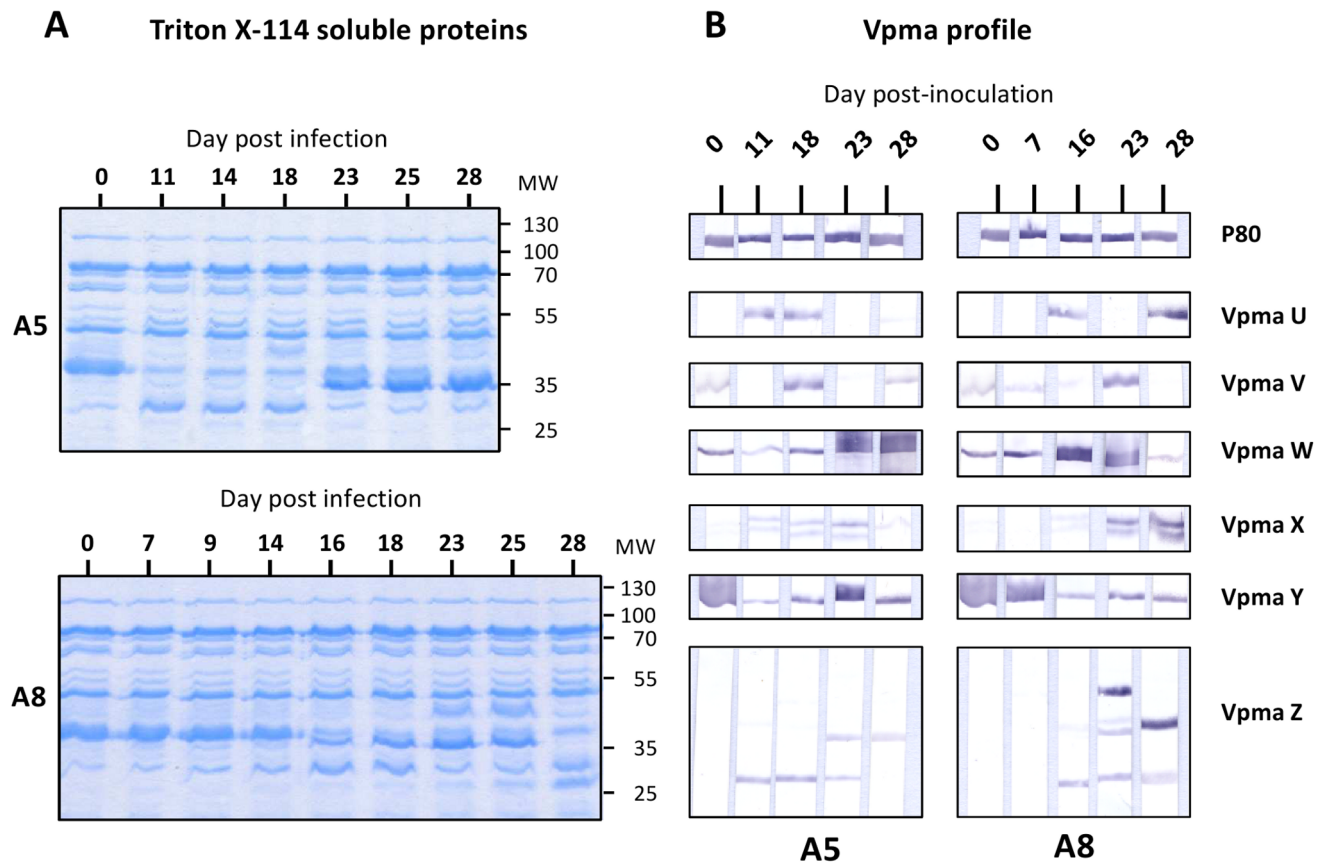 A Triton X-114 soluble proteins
Day post infection
0 11 14 18 23 25 28 MW
130
100
70
55
35
25
A5
Day post infection
0 7 9 14 16 18 23 25 28 MW
130
100
70
55
35
25
A8
B Vpma profile
Day post-inoculation
0 11 18 23 28 0 7 16 23 28
P80
Vpma U
Vpma V
Vpma W
Vpma X
Vpma Y
Vpma Z
A5 A8